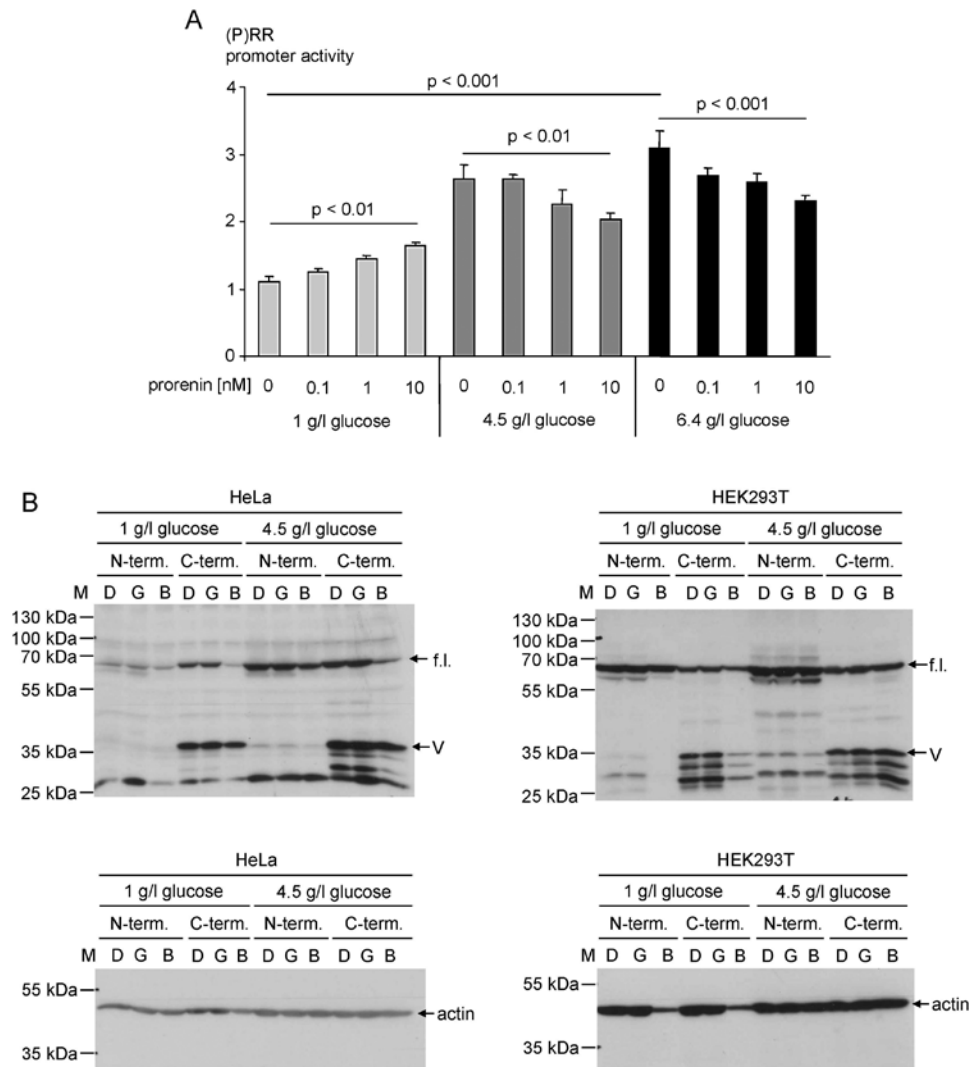 A
(P)RR
promoter activity
p < 0.001
4
p < 0.001
p < 0.01
3
p < 0.01
2
1
0
prorenin [nM] 0 0.1 1 10 0 0.1 1 10 0 0.1 1 10
1 g/l glucose 4.5 g/l glucose 6.4 g/l glucose
B
HeLa
1 g/l glucose 4.5 g/l glucose
N-term. C-term. N-term. C-term.
M D G B D G B D G B D G B
130 kDa
100 kDa
70 kDa
f.l.
55 kDa
35 kDa
V
25 kDa
HEK293T
1 g/l glucose 4.5 g/l glucose
N-term. C-term. N-term. C-term.
M D G B D G B D G B D G B
130 kDa
100 kDa
70 kDa
f.l.
55 kDa
35 kDa
V
25 kDa
HeLa
1 g/l glucose 4.5 g/l glucose
N-term. C-term. N-term. C-term.
M D G B D G B D G B D G B
55 kDa
actin
35 kDa
HEK293T
1 g/l glucose 4.5 g/l glucose
N-term. C-term. N-term. C-term.
M D G B D G B D G B D G B
55 kDa
actin
35 kDa